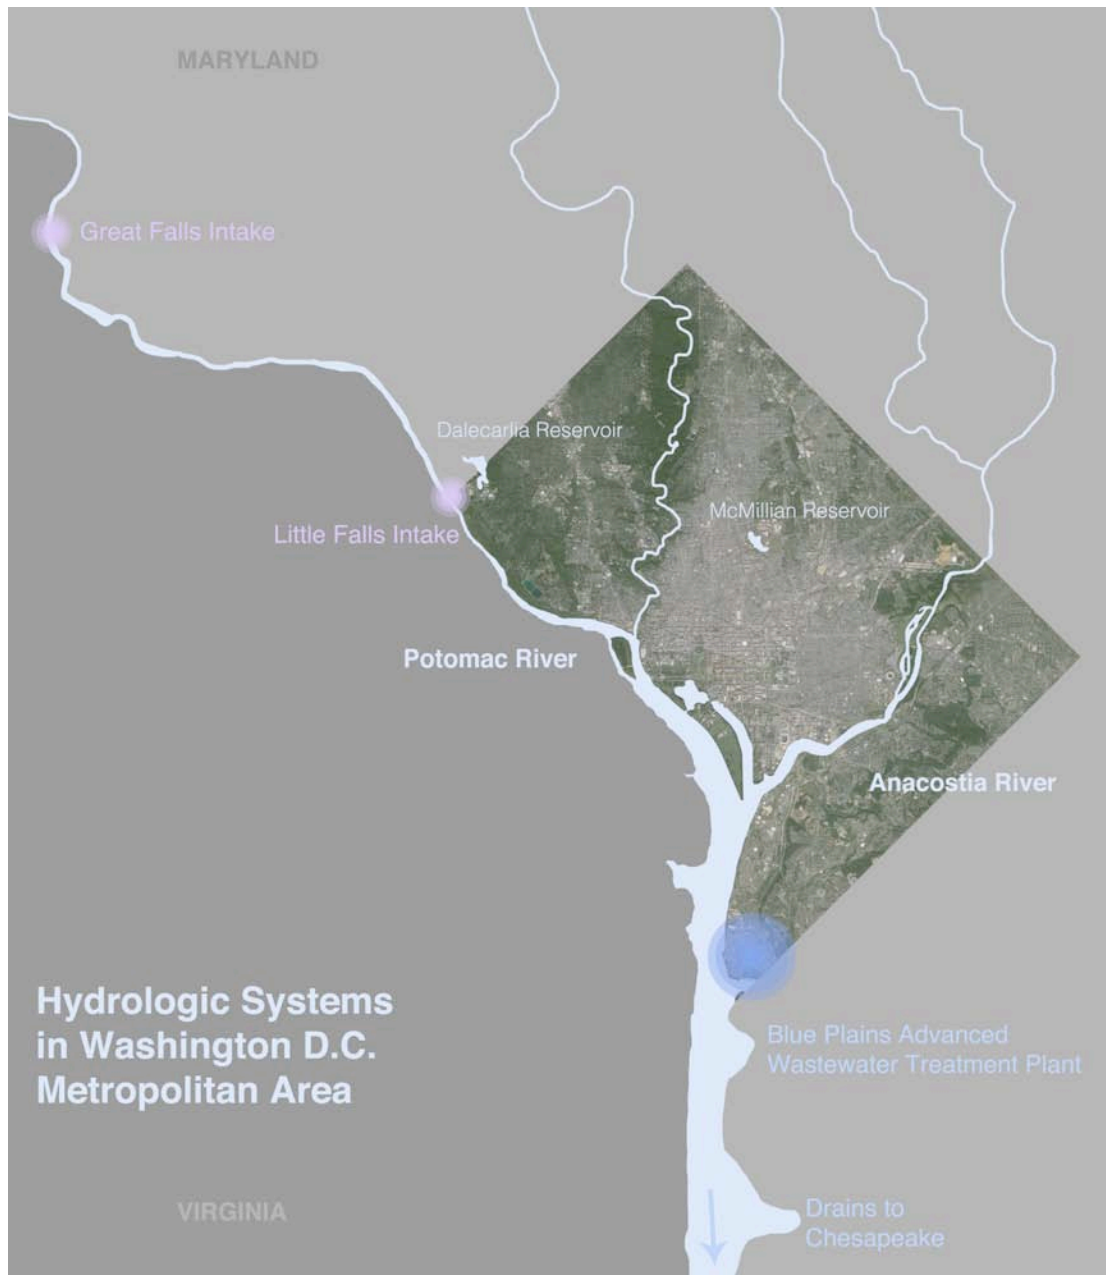 MARYLAND
Great Falls Intake
Dalecarlia Reservoir
McMillian Reservoir
Little Falls Intake
Potomac River
Anacostia River
Hydrologic Systems
in Washington D.C.
Metropolitan Area
Blue Plains Advanced
Wastewater Treatment Plant
VIRGINIA
Drains to
Chesapeake